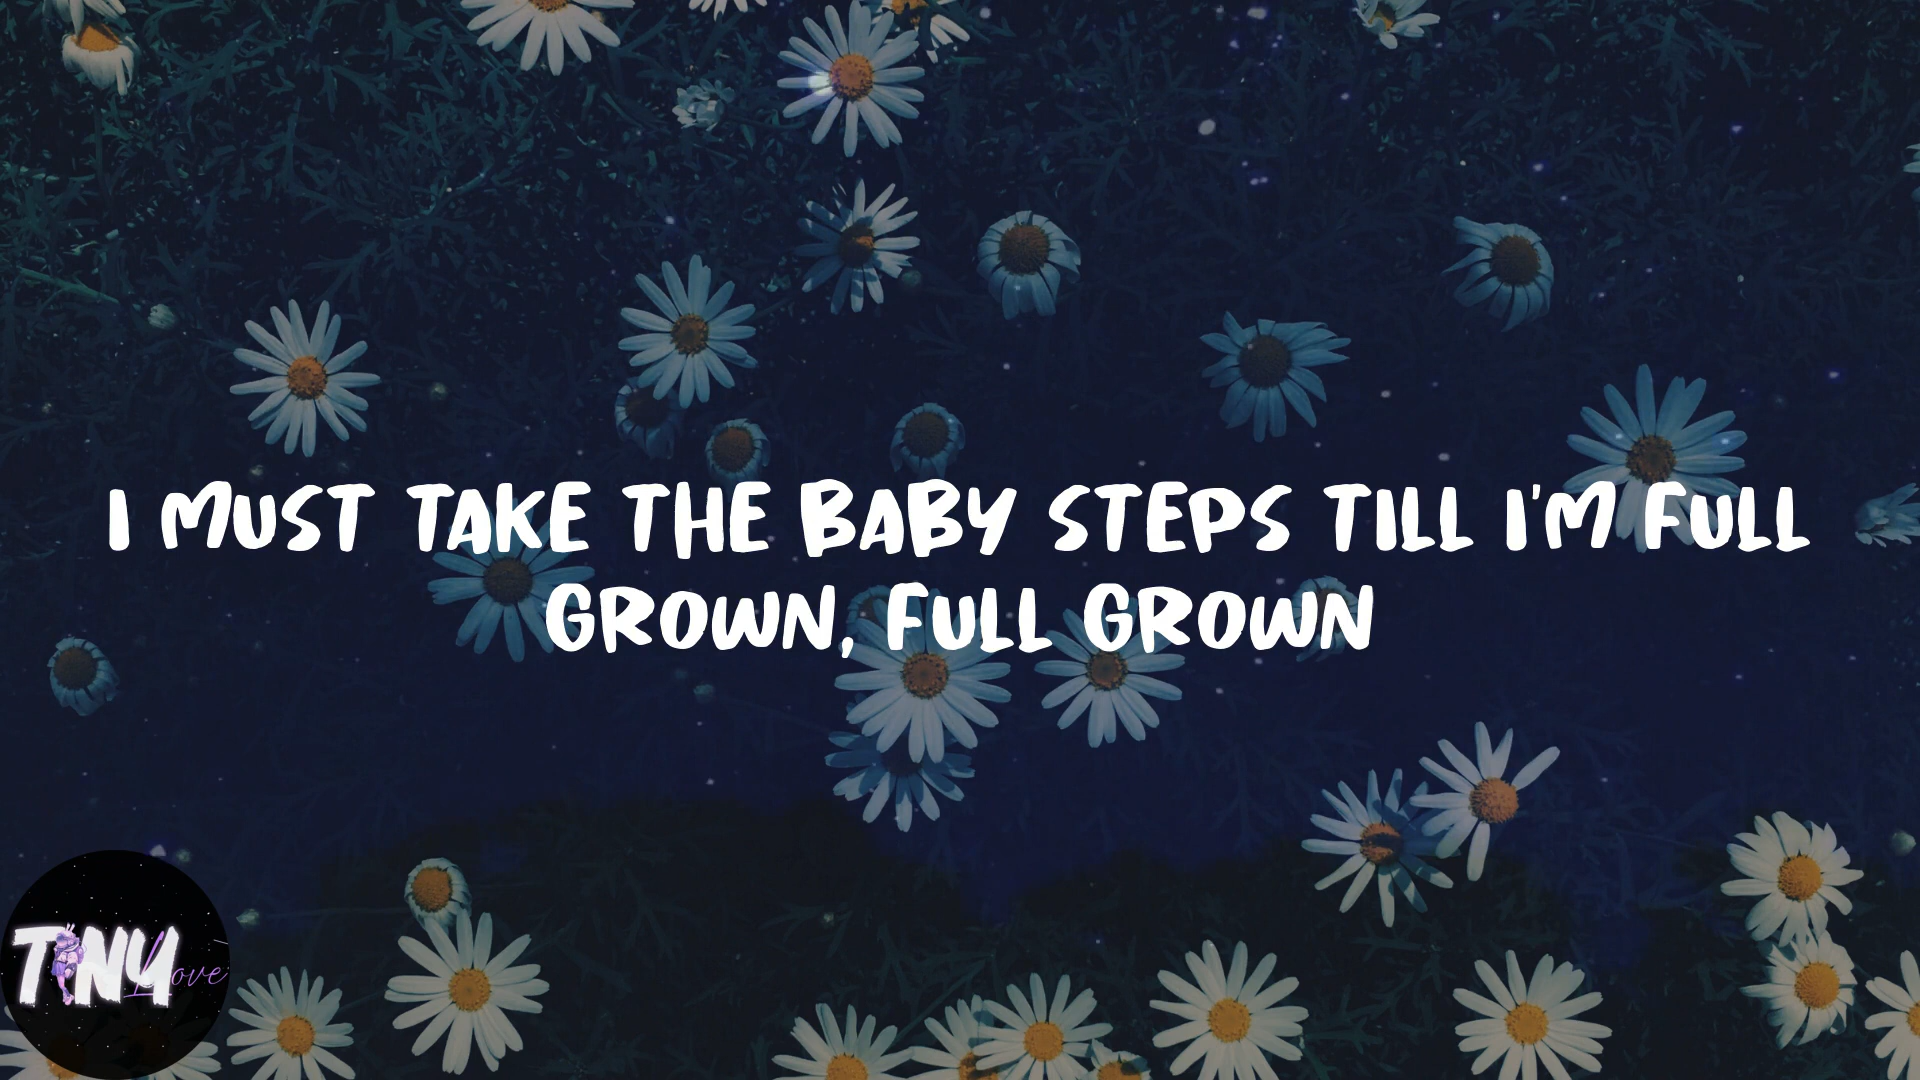 I MUST TAKE THE BABY STEPS TILL I'M FULL
GROWN, FULL GROWN
TINY Love